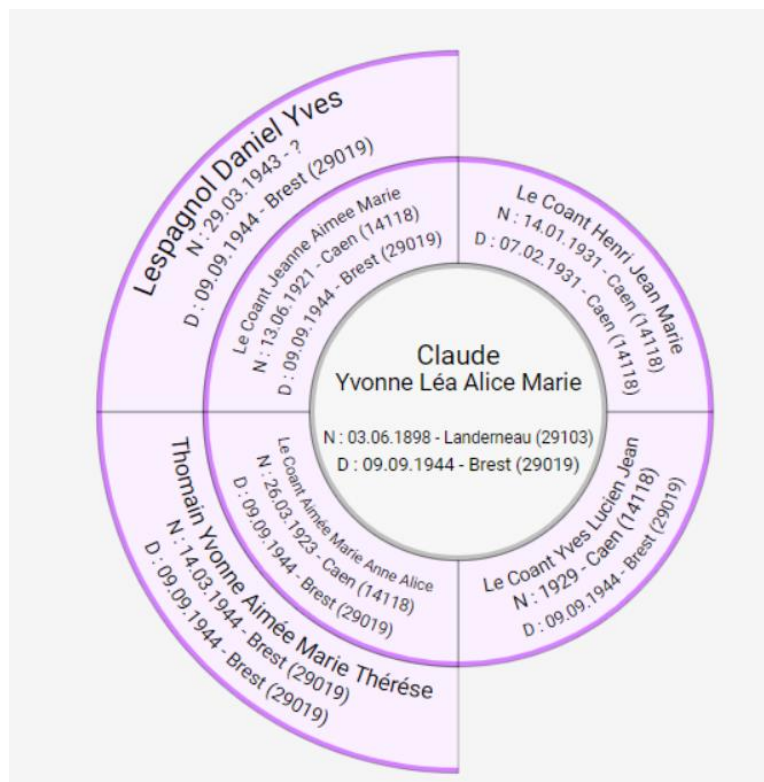 Lespagnol Daniel Yves
N : 29.03.1943 - ?
D : 09.09.1944 - Brest (29019)
Le Coant Jeanne Aimee Marie
N : 13.06.1921 - Caen (14118)
D : 09.09.1944 - Brest (29019)
Le Coant Henri Jean Marie
N : 14.01.1931 - Caen (14118)
D : 07.02.1931 - Caen (14118)
Claude
Yvonne Léa Alice Marie
N : 03.06.1898 - Landerneau (29103)
D : 09.09.1944 - Brest (29019)
Le Coant Aimée Marie Anne Alice
N : 26.03.1923 - Caen (14118)
D : 09.09.1944 - Brest (29019)
Le Coant Yves Lucien Jean
N : 1929 - Caen (14118)
D : 09.09.1944 - Brest (29019)
Thomain Yvonne Aimée Marie Thérése
N : 14.03.1944 - Brest (29019)
D : 09.09.1944 - Brest (29019)